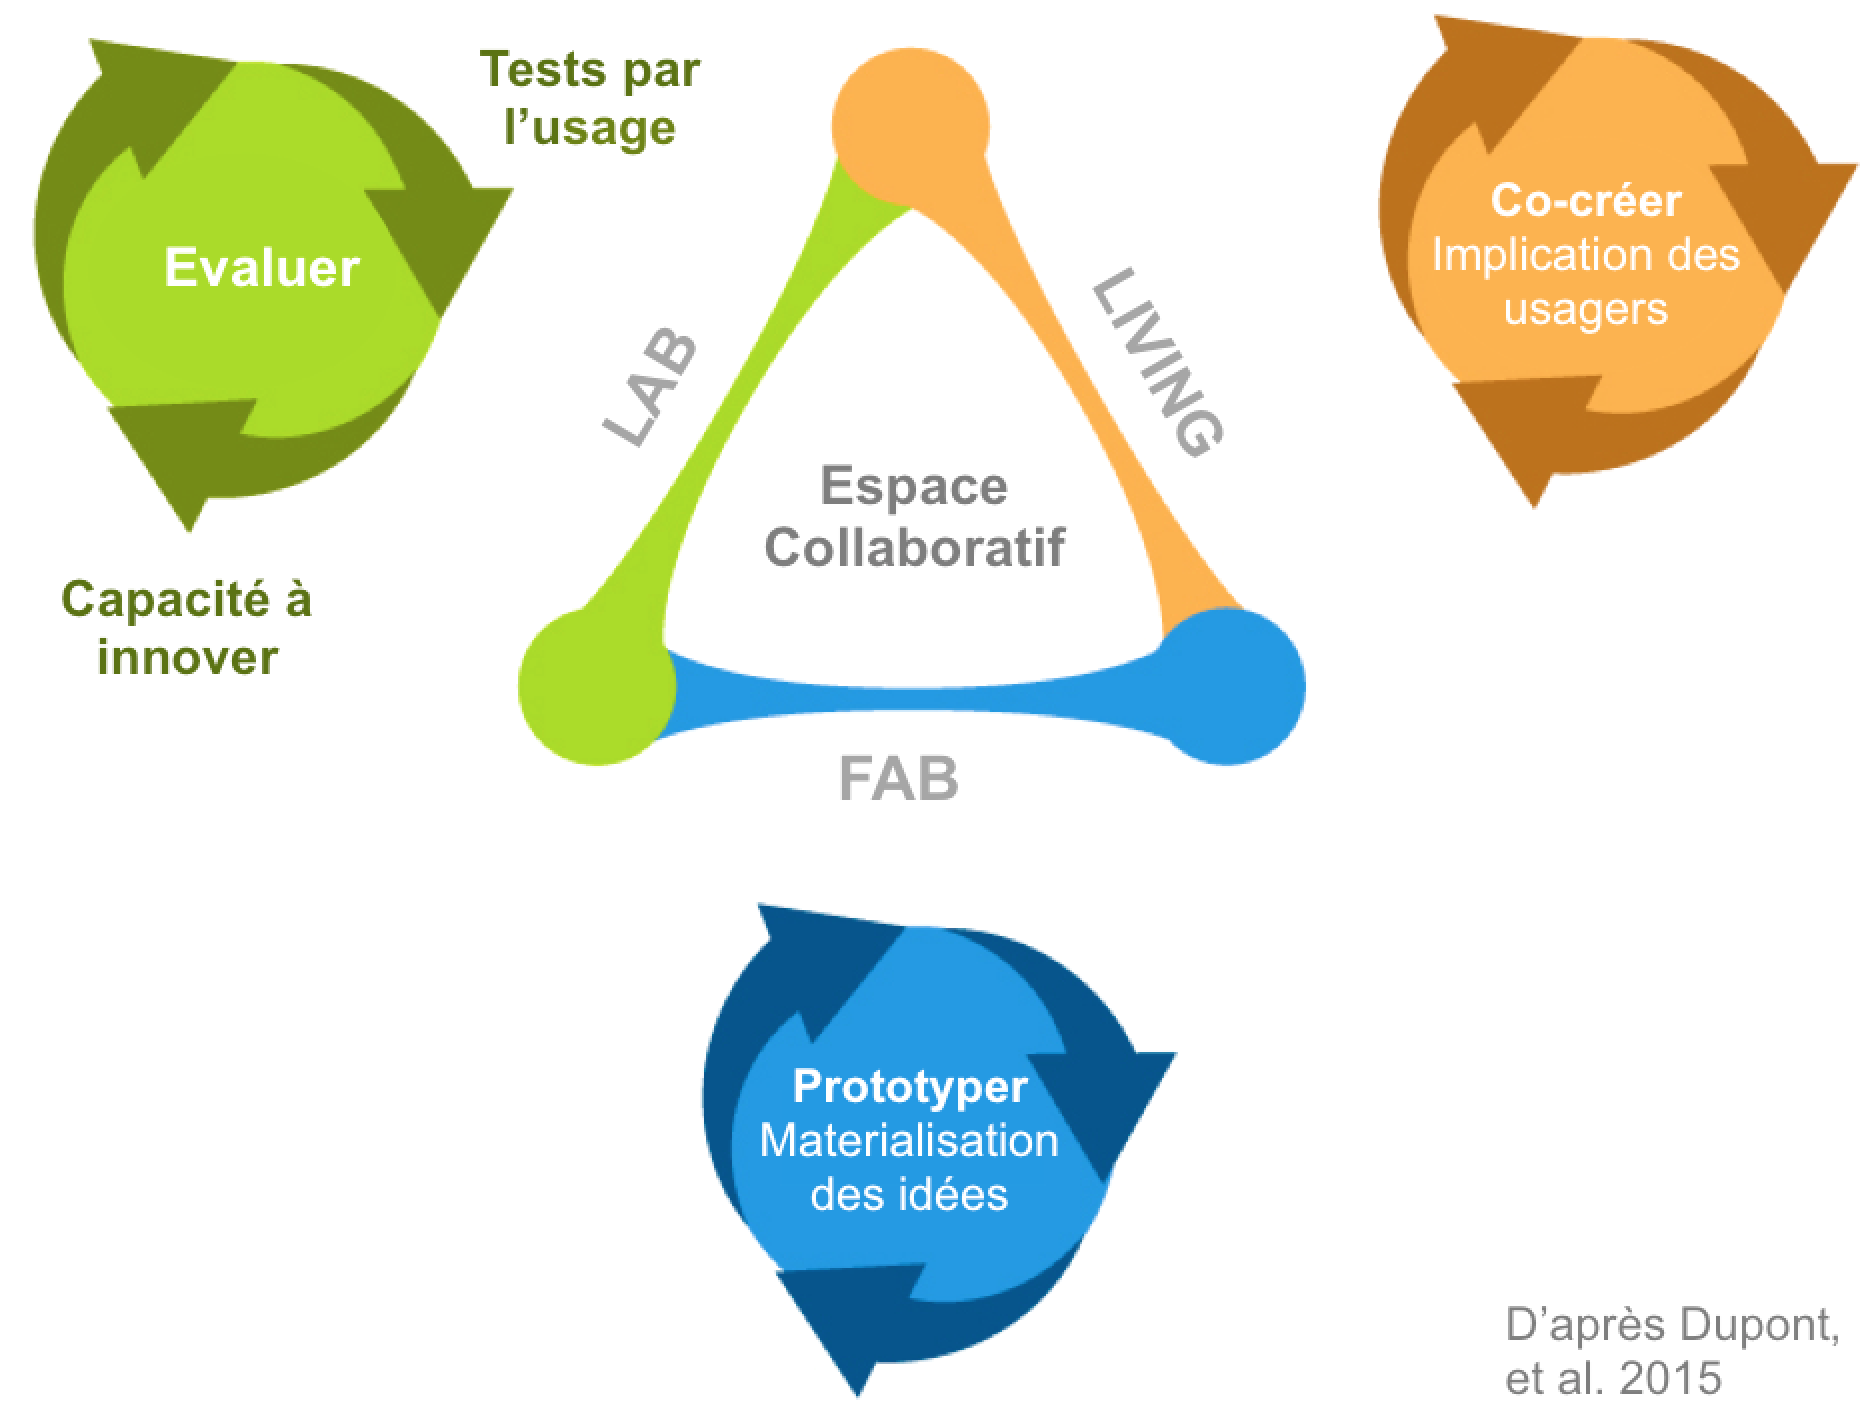 Tests par
l’usage
Evaluer
Capacité à
innover
LAB
LIVING
Espace
Collaboratif
FAB
Co-créer
Implication des
usagers
Prototyper
Materialisation
des idées
D’après Dupont,
et al. 2015